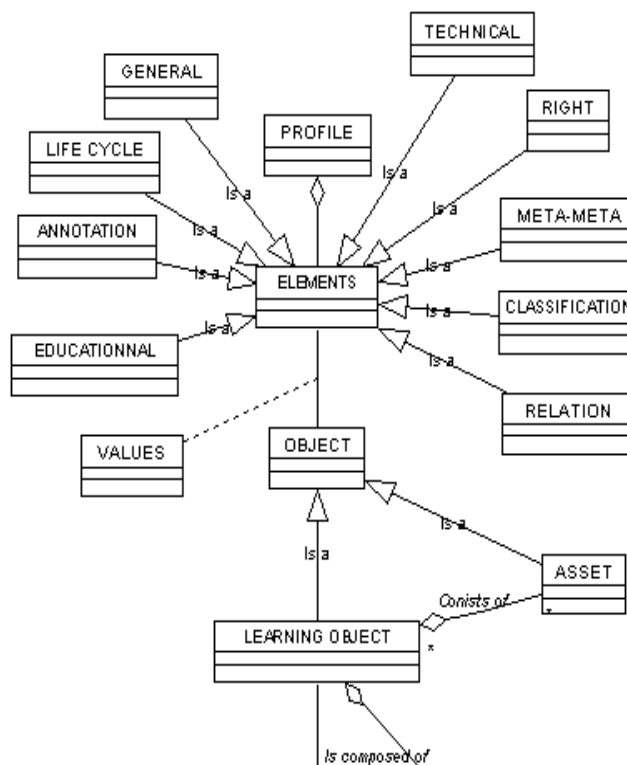 TECHNICAL
GENERAL
RIGHT
PROFILE
LIFE CYCLE
Is a
Is a
Is a
META-META
ANNOTATION
Is a
Is a
Is a
ELEMENTS
CLASSIFICATION
Is a
Is a
EDUCATIONNAL
Is a
RELATION
VALUES
OBJECT
Is a
Is a
ASSET
Conists of
*
LEARNING OBJECT
*
Is composed of